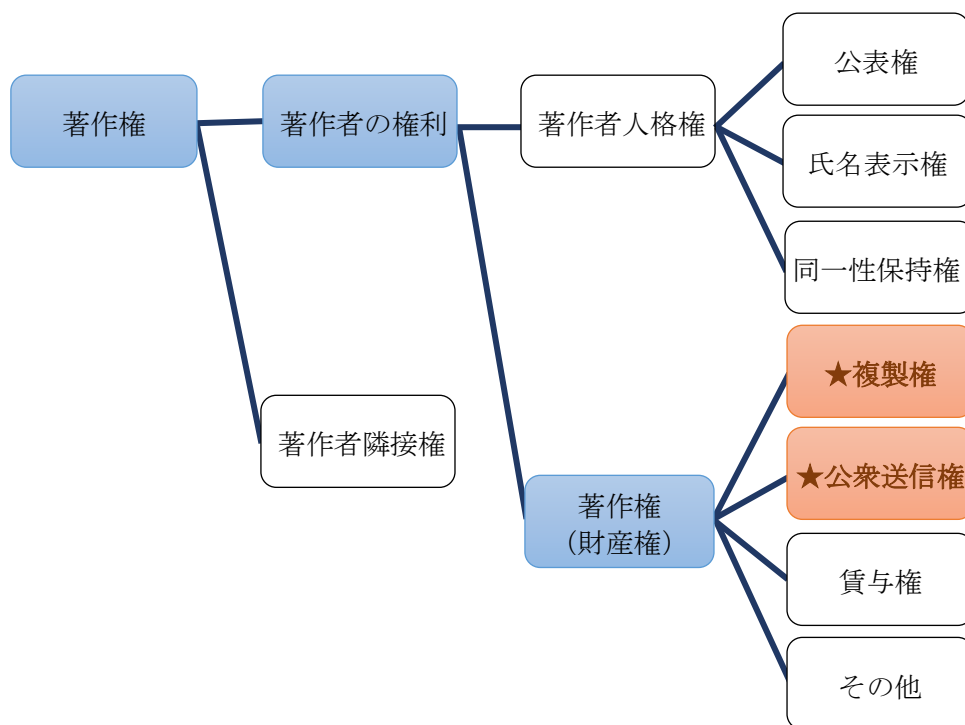 著作権
著作者の権利
著作者人格権
公表権
氏名表示権
同一性保持権
著作者隣接権
著作権
（財産権）
★複製権
★公衆送信権
賃与権
その他